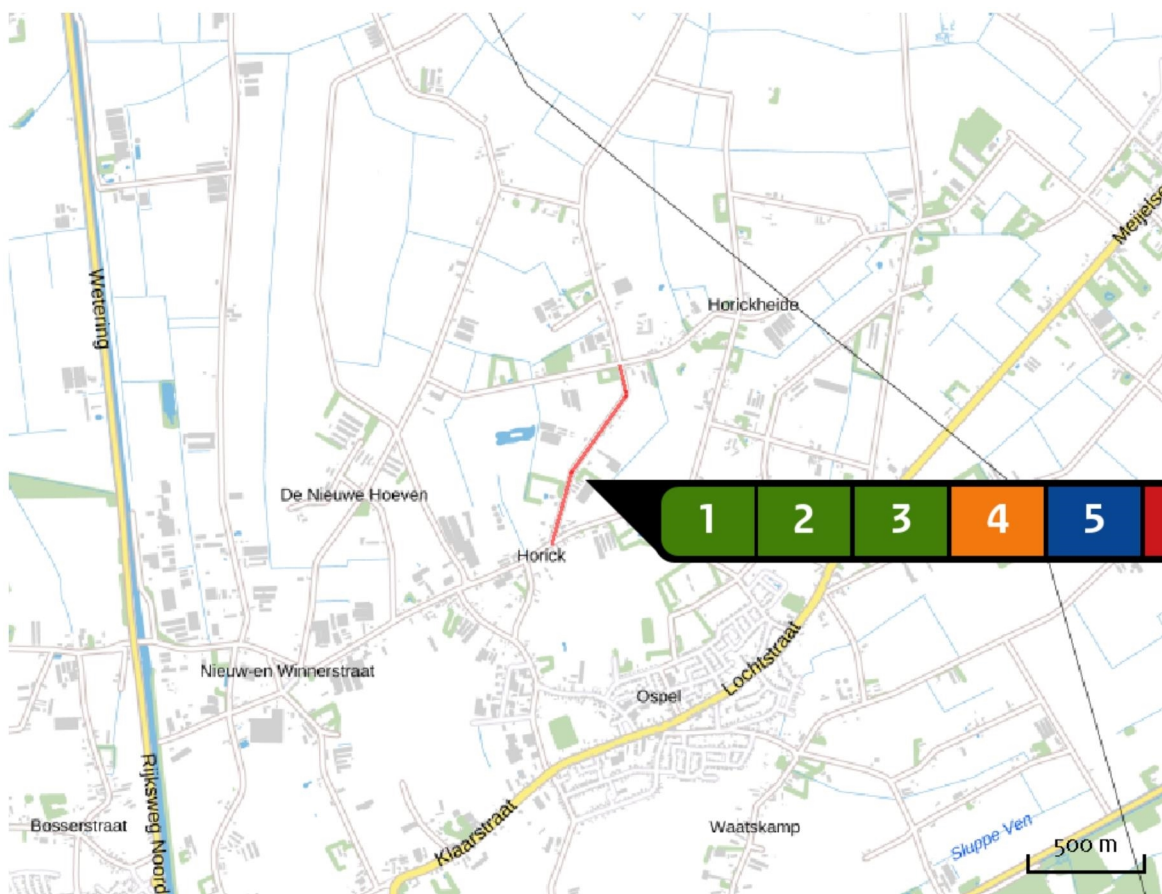 Wetering
Meijelse
Horickheide
De Nieuwe Hoeven
1 2 3 4 5
Horick
Nieuw-en Winnerstraat
Ospel
Lochtstraat
Rijksweg Noord
Bosserstraat
Klaarstraat
Waatskamp
Sluppe Ven
500 m